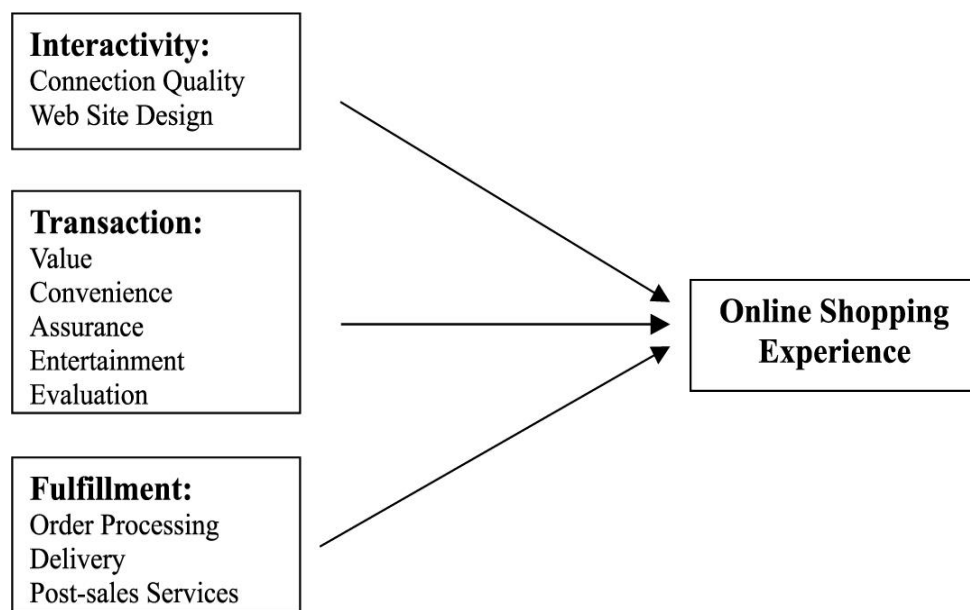 Interactivity:
Connection Quality
Web Site Design
Transaction:
Value
Convenience
Assurance
Entertainment
Evaluation
Fulfillment:
Order Processing
Delivery
Post-sales Services
Online Shopping
Experience